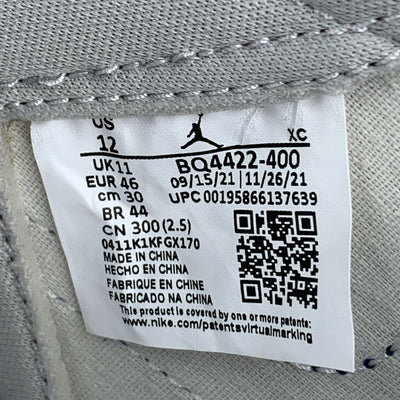 US
12
XC
UK 11
BQ4422-400
EUR 46
09/15/21 | 11/26/21
cm 30
UPC 00195866137639
BR 44
CN 300 (2.5)
0411K1KFGX170
MADE IN CHINA
HECHO EN CHINA
FABRIQUE EN CHINE
FABRICADO NA CHINA
This product is covered by one or more patents:
www.nike.com/patentsvirtualmarking